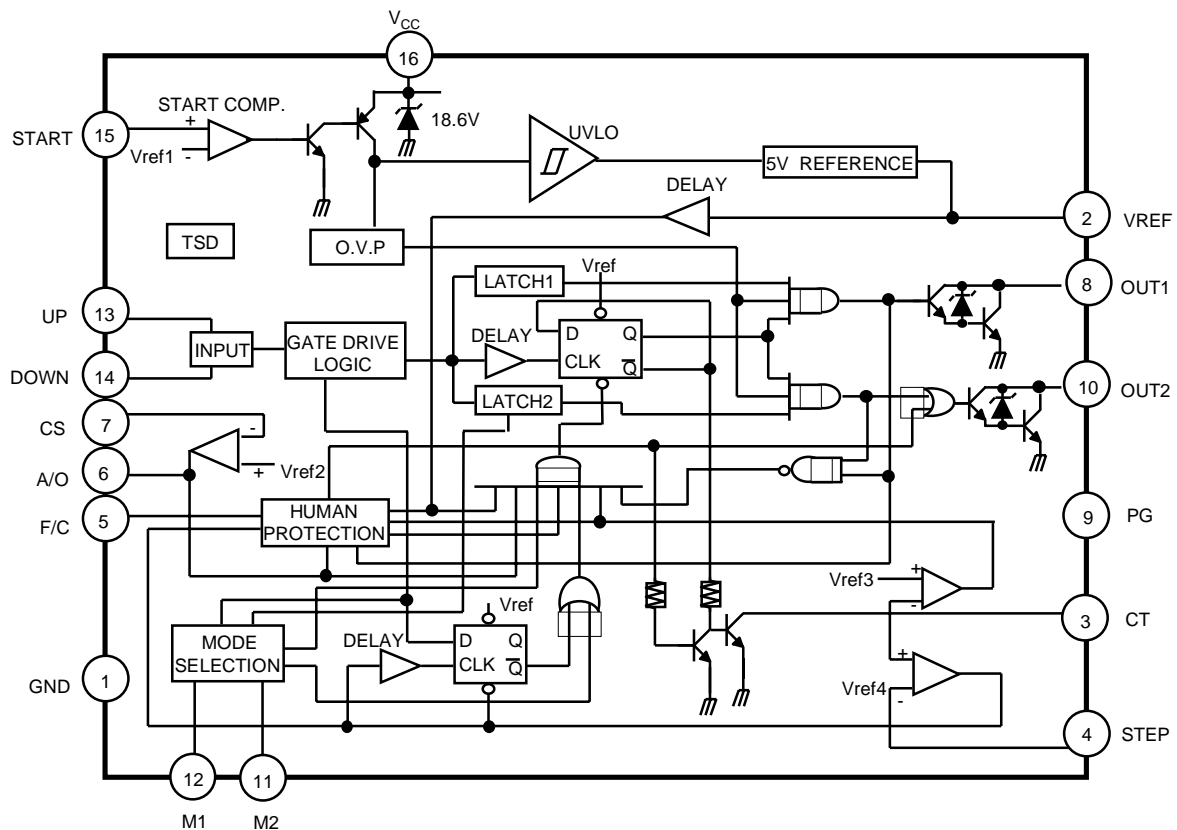 VCC
16
START COMP.
+
START
15
Vref1
-
18.6V
UVLO
5V REFERENCE
DELAY
2
VREF
TSD
O.V.P
Vref
LATCH1
8
OUT1
UP
13
INPUT
GATE DRIVE
LOGIC
DELAY
D
Q
CLK
Q
DOWN
14
LATCH2
10
OUT2
CS
7
-
+
Vref2
A/O
6
F/C
5
HUMAN
PROTECTION
9
PG
Vref3
+
-
Vref
MODE
SELECTION
DELAY
D
Q
CLK
Q
3
CT
GND
1
+
Vref4
-
4
STEP
12
11
M1
M2